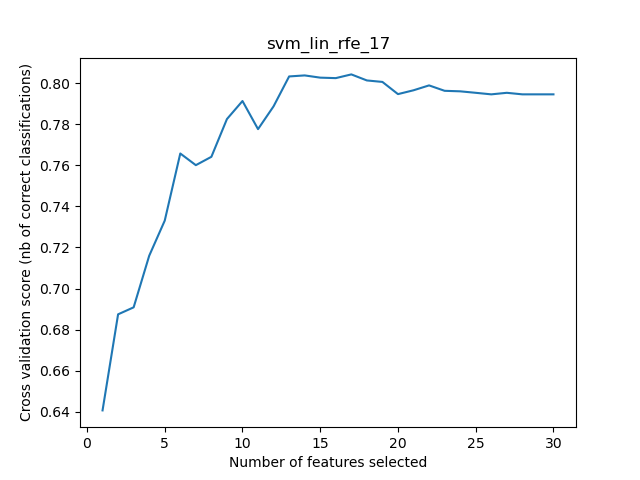 svm_lin_rfe_17
Cross validation score (nb of correct classifications)
0.80
0.78
0.76
0.74
0.72
0.70
0.68
0.66
0.64
0 5 10 15 20 25 30
Number of features selected